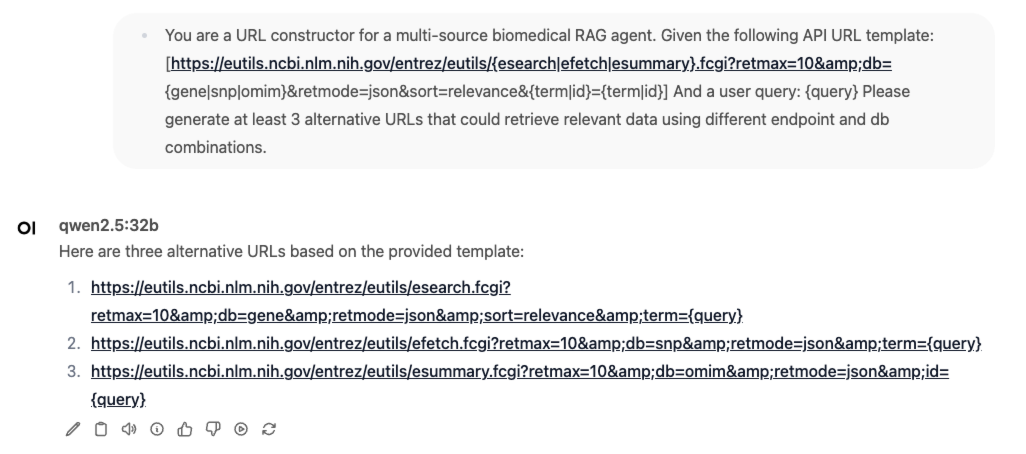 You are a URL constructor for a multi-source biomedical RAG agent. Given the following API URL template:
[https://eutils.ncbi.nlm.nih.gov/entrez/eutils/{esearch|efetch|esummary}.fcgi?retmax=10&amp;db=
{gene|snp|omim}&retmode=json&sort=relevance&{term|id}={term|id}] And a user query: {query} Please
generate at least 3 alternative URLs that could retrieve relevant data using different endpoint and db
combinations.
OI qwen2.5:32b
Here are three alternative URLs based on the provided template:
1. https://eutils.ncbi.nlm.nih.gov/entrez/eutils/esearch.fcgi?
retmax=10&amp;db=gene&amp;retmode=json&amp;sort=relevance&amp;term={query}
2. https://eutils.ncbi.nlm.nih.gov/entrez/eutils/efetch.fcgi?retmax=10&amp;db=snp&amp;retmode=json&amp;term={query}
3. https://eutils.ncbi.nlm.nih.gov/entrez/eutils/esummary.fcgi?retmax=10&amp;db=omim&amp;retmode=json&amp;id=
{query}